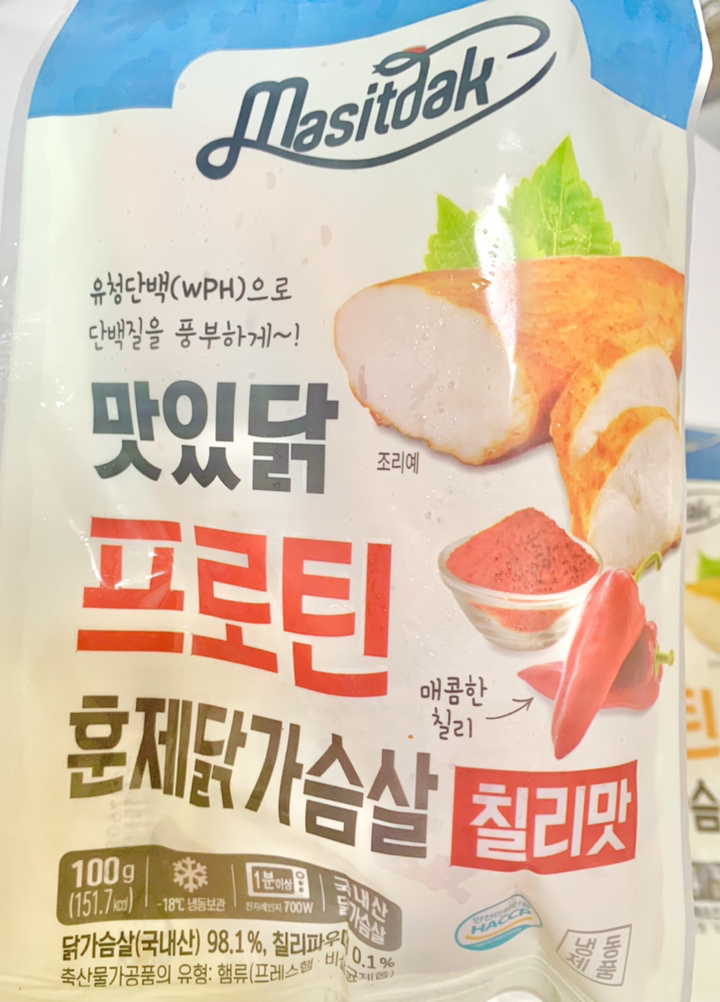 Masitdak
유청단백(WPH)으로
단백질을 풍부하게~!
맛있닭
조리예
프로틴
매콤한
칠리
훈제닭가슴살
칠리맛
100g
(151.7㎉)
-18℃ 냉동보관
1분이상
전자레인지 700W
국내산
닭가슴살
HACCP
냉동
제품
닭가슴살(국내산) 98.1%, 칠리파우더 0.1%
축산물가공품의 유형: 햄류(프레스햄·비살균제품)